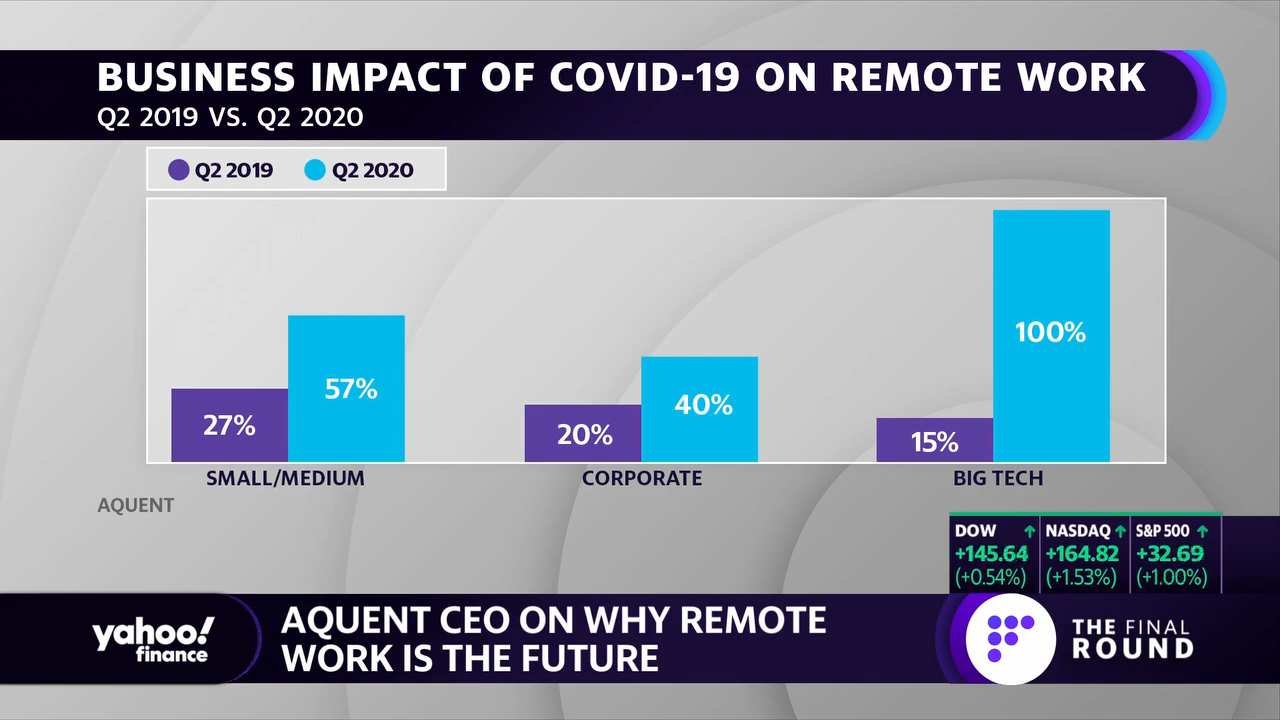 BUSINESS IMPACT OF COVID-19 ON REMOTE WORK
Q2 2019 VS. Q2 2020
Q2 2019 Q2 2020
100%
57%
40%
27%
20%
15%
SMALL/MEDIUM CORPORATE BIG TECH
AQUENT
DOW NASDAQ S&P 500
+145.64 +164.82 +32.69
(+0.54%) (+1.53%) (+1.00%)
yahoo!
finance
AQUENT CEO ON WHY REMOTE
WORK IS THE FUTURE
THE FINAL
ROUND